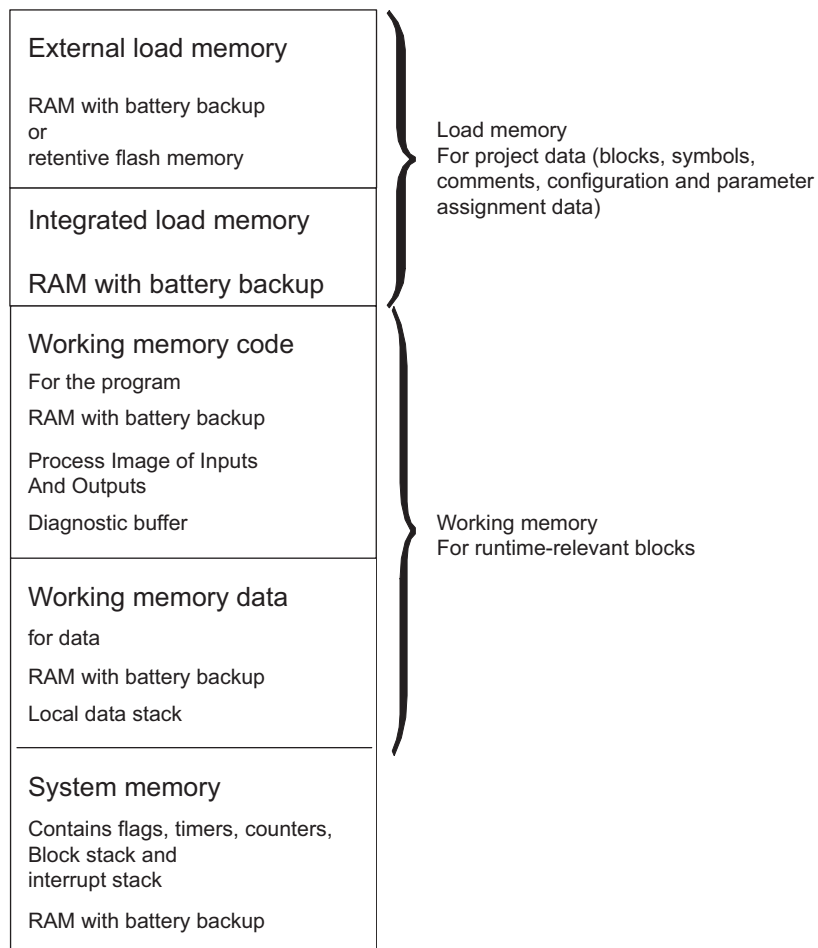 External load memory
RAM with battery backup
or
retentive flash memory
Load memory
For project data (blocks, symbols,
comments, configuration and parameter
assignment data)
Integrated load memory
RAM with battery backup
Working memory code
For the program
RAM with battery backup
Process Image of Inputs
And Outputs
Diagnostic buffer
Working memory
For runtime-relevant blocks
Working memory data
for data
RAM with battery backup
Local data stack
System memory
Contains flags, timers, counters,
Block stack and
interrupt stack
RAM with battery backup